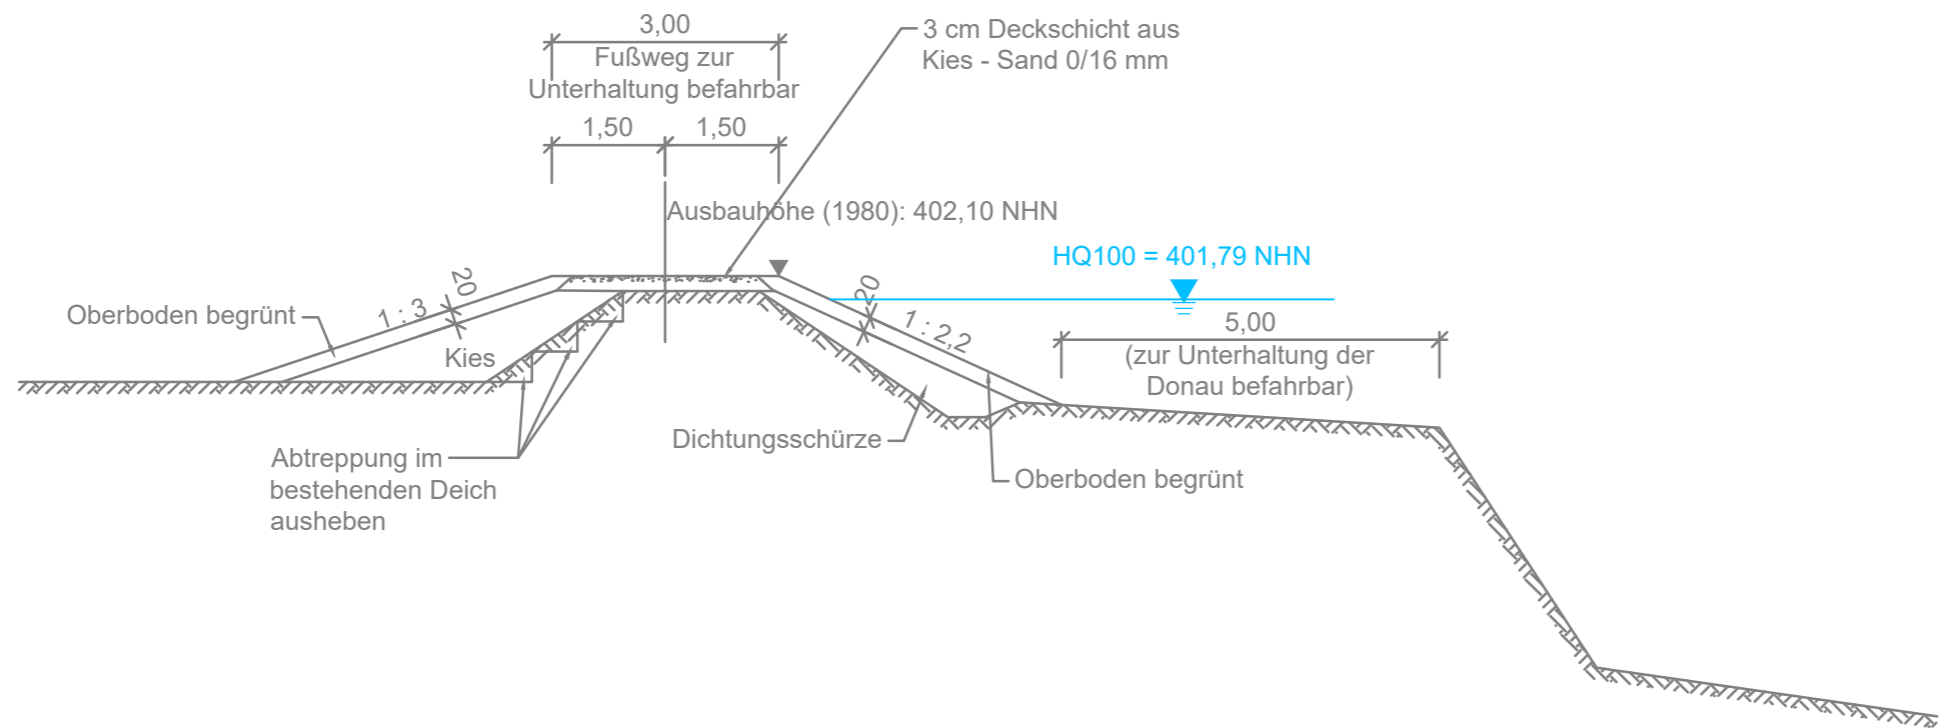 3,00
Fußweg zur
Unterhaltung befahrbar
1,50
1,50
3 cm Deckschicht aus
Kies - Sand 0/16 mm
Ausbauhöhe (1980): 402,10 NHN
HQ100 = 401,79 NHN
Oberboden begrünt
1 : 3
20
Kies
20
1 : 2,2
5,00
(zur Unterhaltung der
Donau befahrbar)
Abtreppung im
bestehenden Deich
ausheben
Dichtungsschürze
Oberboden begrünt